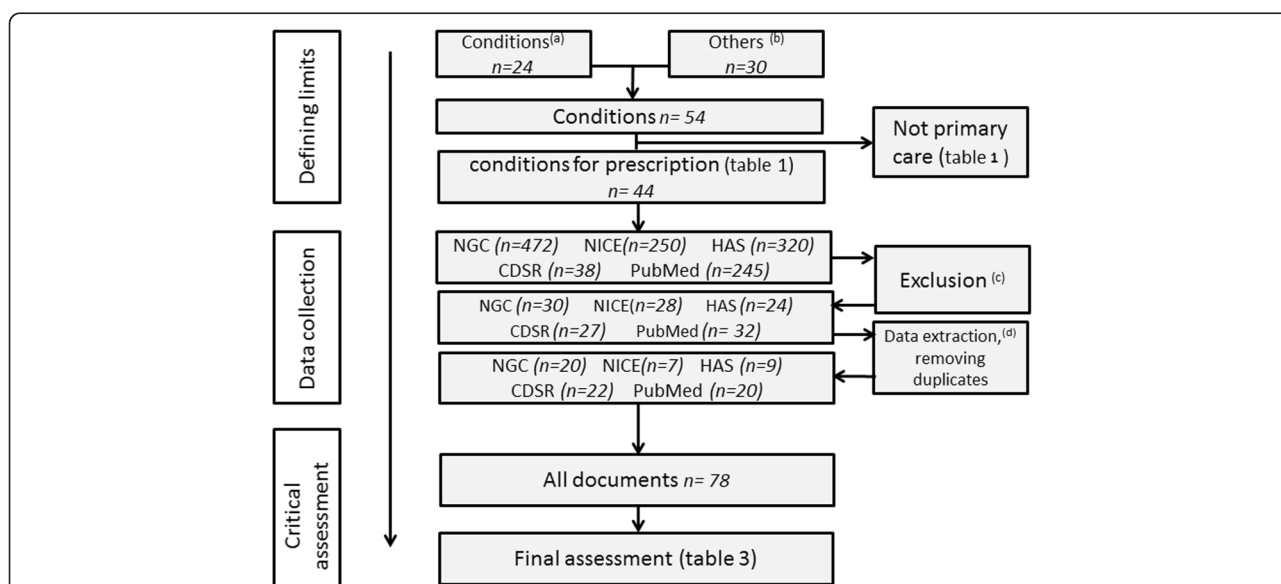 Defining limits
Conditions(a)
n=24
Others (b)
n=30
Conditions n= 54
Not primary
care (table 1 )
conditions for prescription (table 1)
n= 44
Data collection
NGC (n=472) NICE(n=250) HAS (n=320)
CDSR (n=38) PubMed (n=245)
Exclusion (c)
NGC (n=30) NICE(n=28) HAS (n=24)
CDSR (n=27) PubMed (n= 32)
Data extraction,(d)
removing
duplicates
NGC (n=20) NICE(n=7) HAS (n=9)
CDSR (n=22) PubMed (n=20)
Critical
assessment
All documents n= 78
Final assessment (table 3)